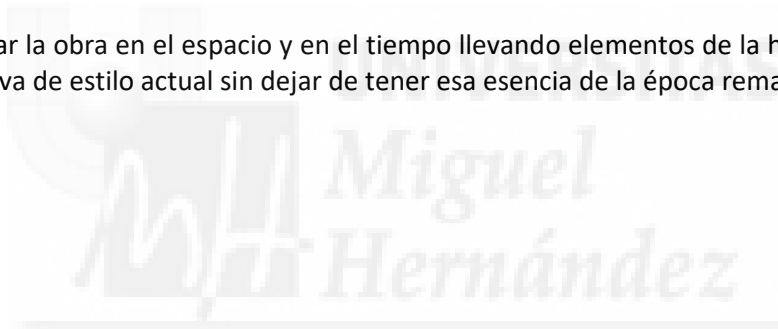 ar la obra en el espacio y en el tiempo llevando elementos de la h
va de estilo actual sin dejar de tener esa esencia de la época rema
UNIVERSITAS
Miguel
Hernández